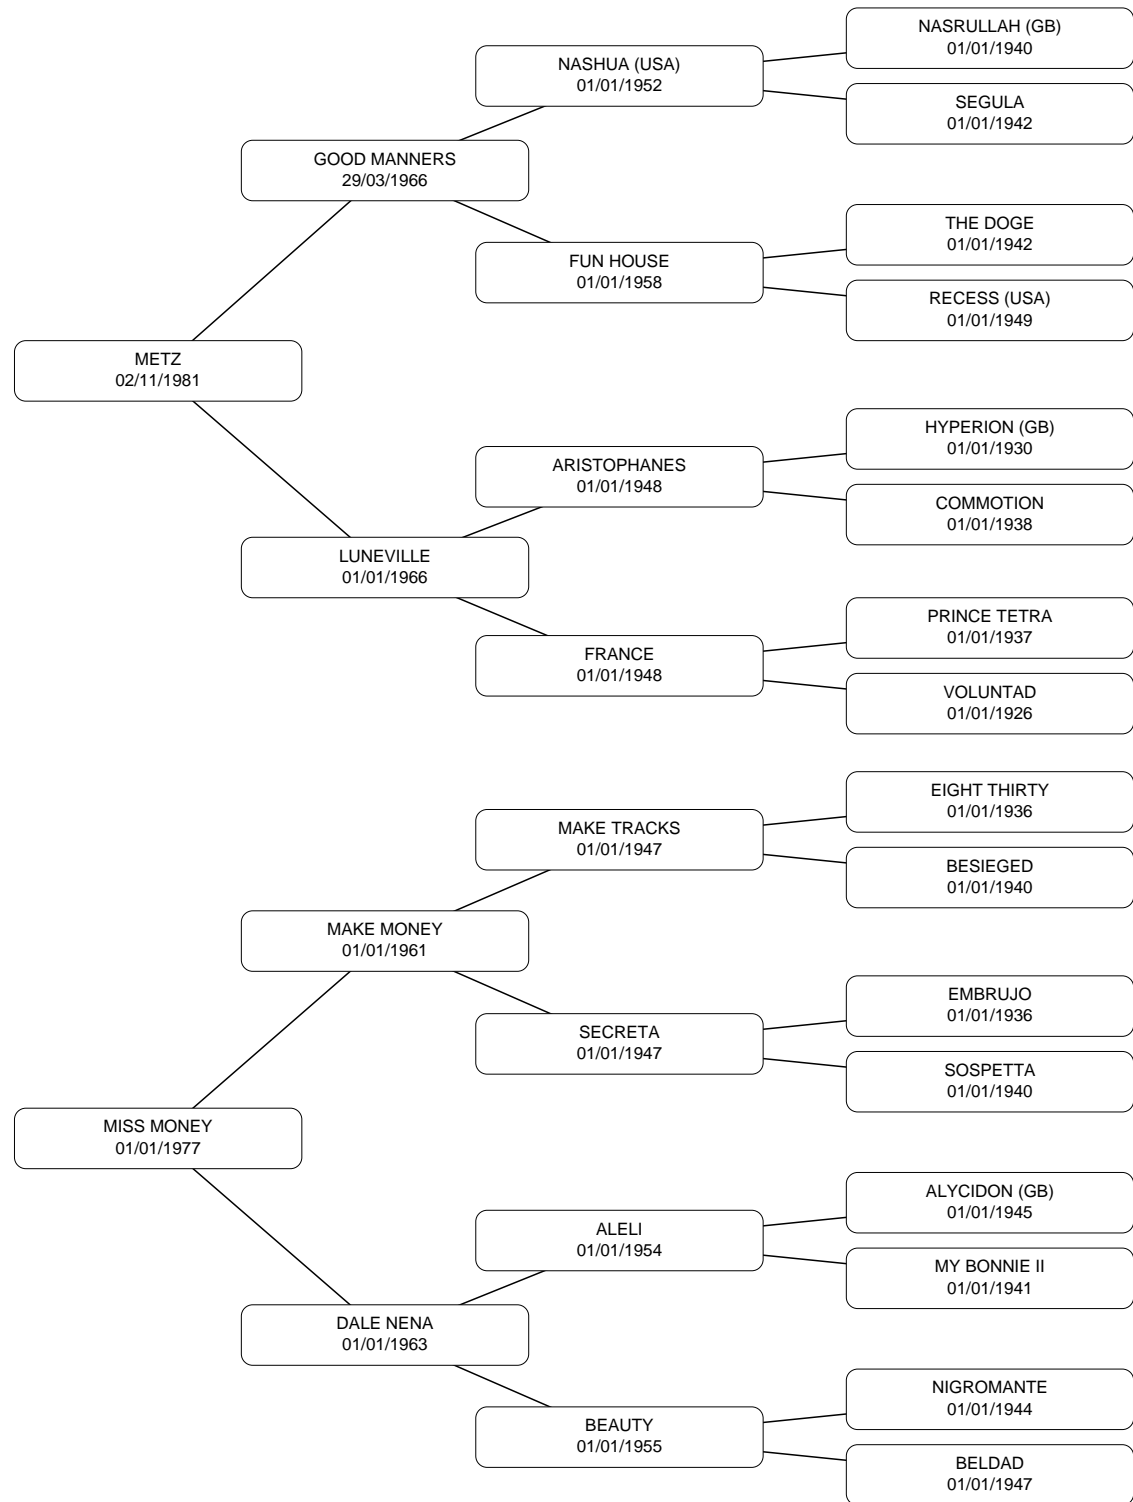 NASRULLAH (GB)
01/01/1940
NASHUA (USA)
01/01/1952
SEGULA
01/01/1942
GOOD MANNERS
29/03/1966
THE DOGE
01/01/1942
FUN HOUSE
01/01/1958
RECESS (USA)
01/01/1949
METZ
02/11/1981
HYPERION (GB)
01/01/1930
ARISTOPHANES
01/01/1948
COMMOTION
01/01/1938
LUNEVILLE
01/01/1966
PRINCE TETRA
01/01/1937
FRANCE
01/01/1948
VOLUNTAD
01/01/1926
EIGHT THIRTY
01/01/1936
MAKE TRACKS
01/01/1947
BESIEGED
01/01/1940
MAKE MONEY
01/01/1961
EMBRUJO
01/01/1936
SECRETA
01/01/1947
SOSPETTA
01/01/1940
MISS MONEY
01/01/1977
ALYCIDON (GB)
01/01/1945
ALELI
01/01/1954
MY BONNIE II
01/01/1941
DALE NENA
01/01/1963
NIGROMANTE
01/01/1944
BEAUTY
01/01/1955
BELDAD
01/01/1947